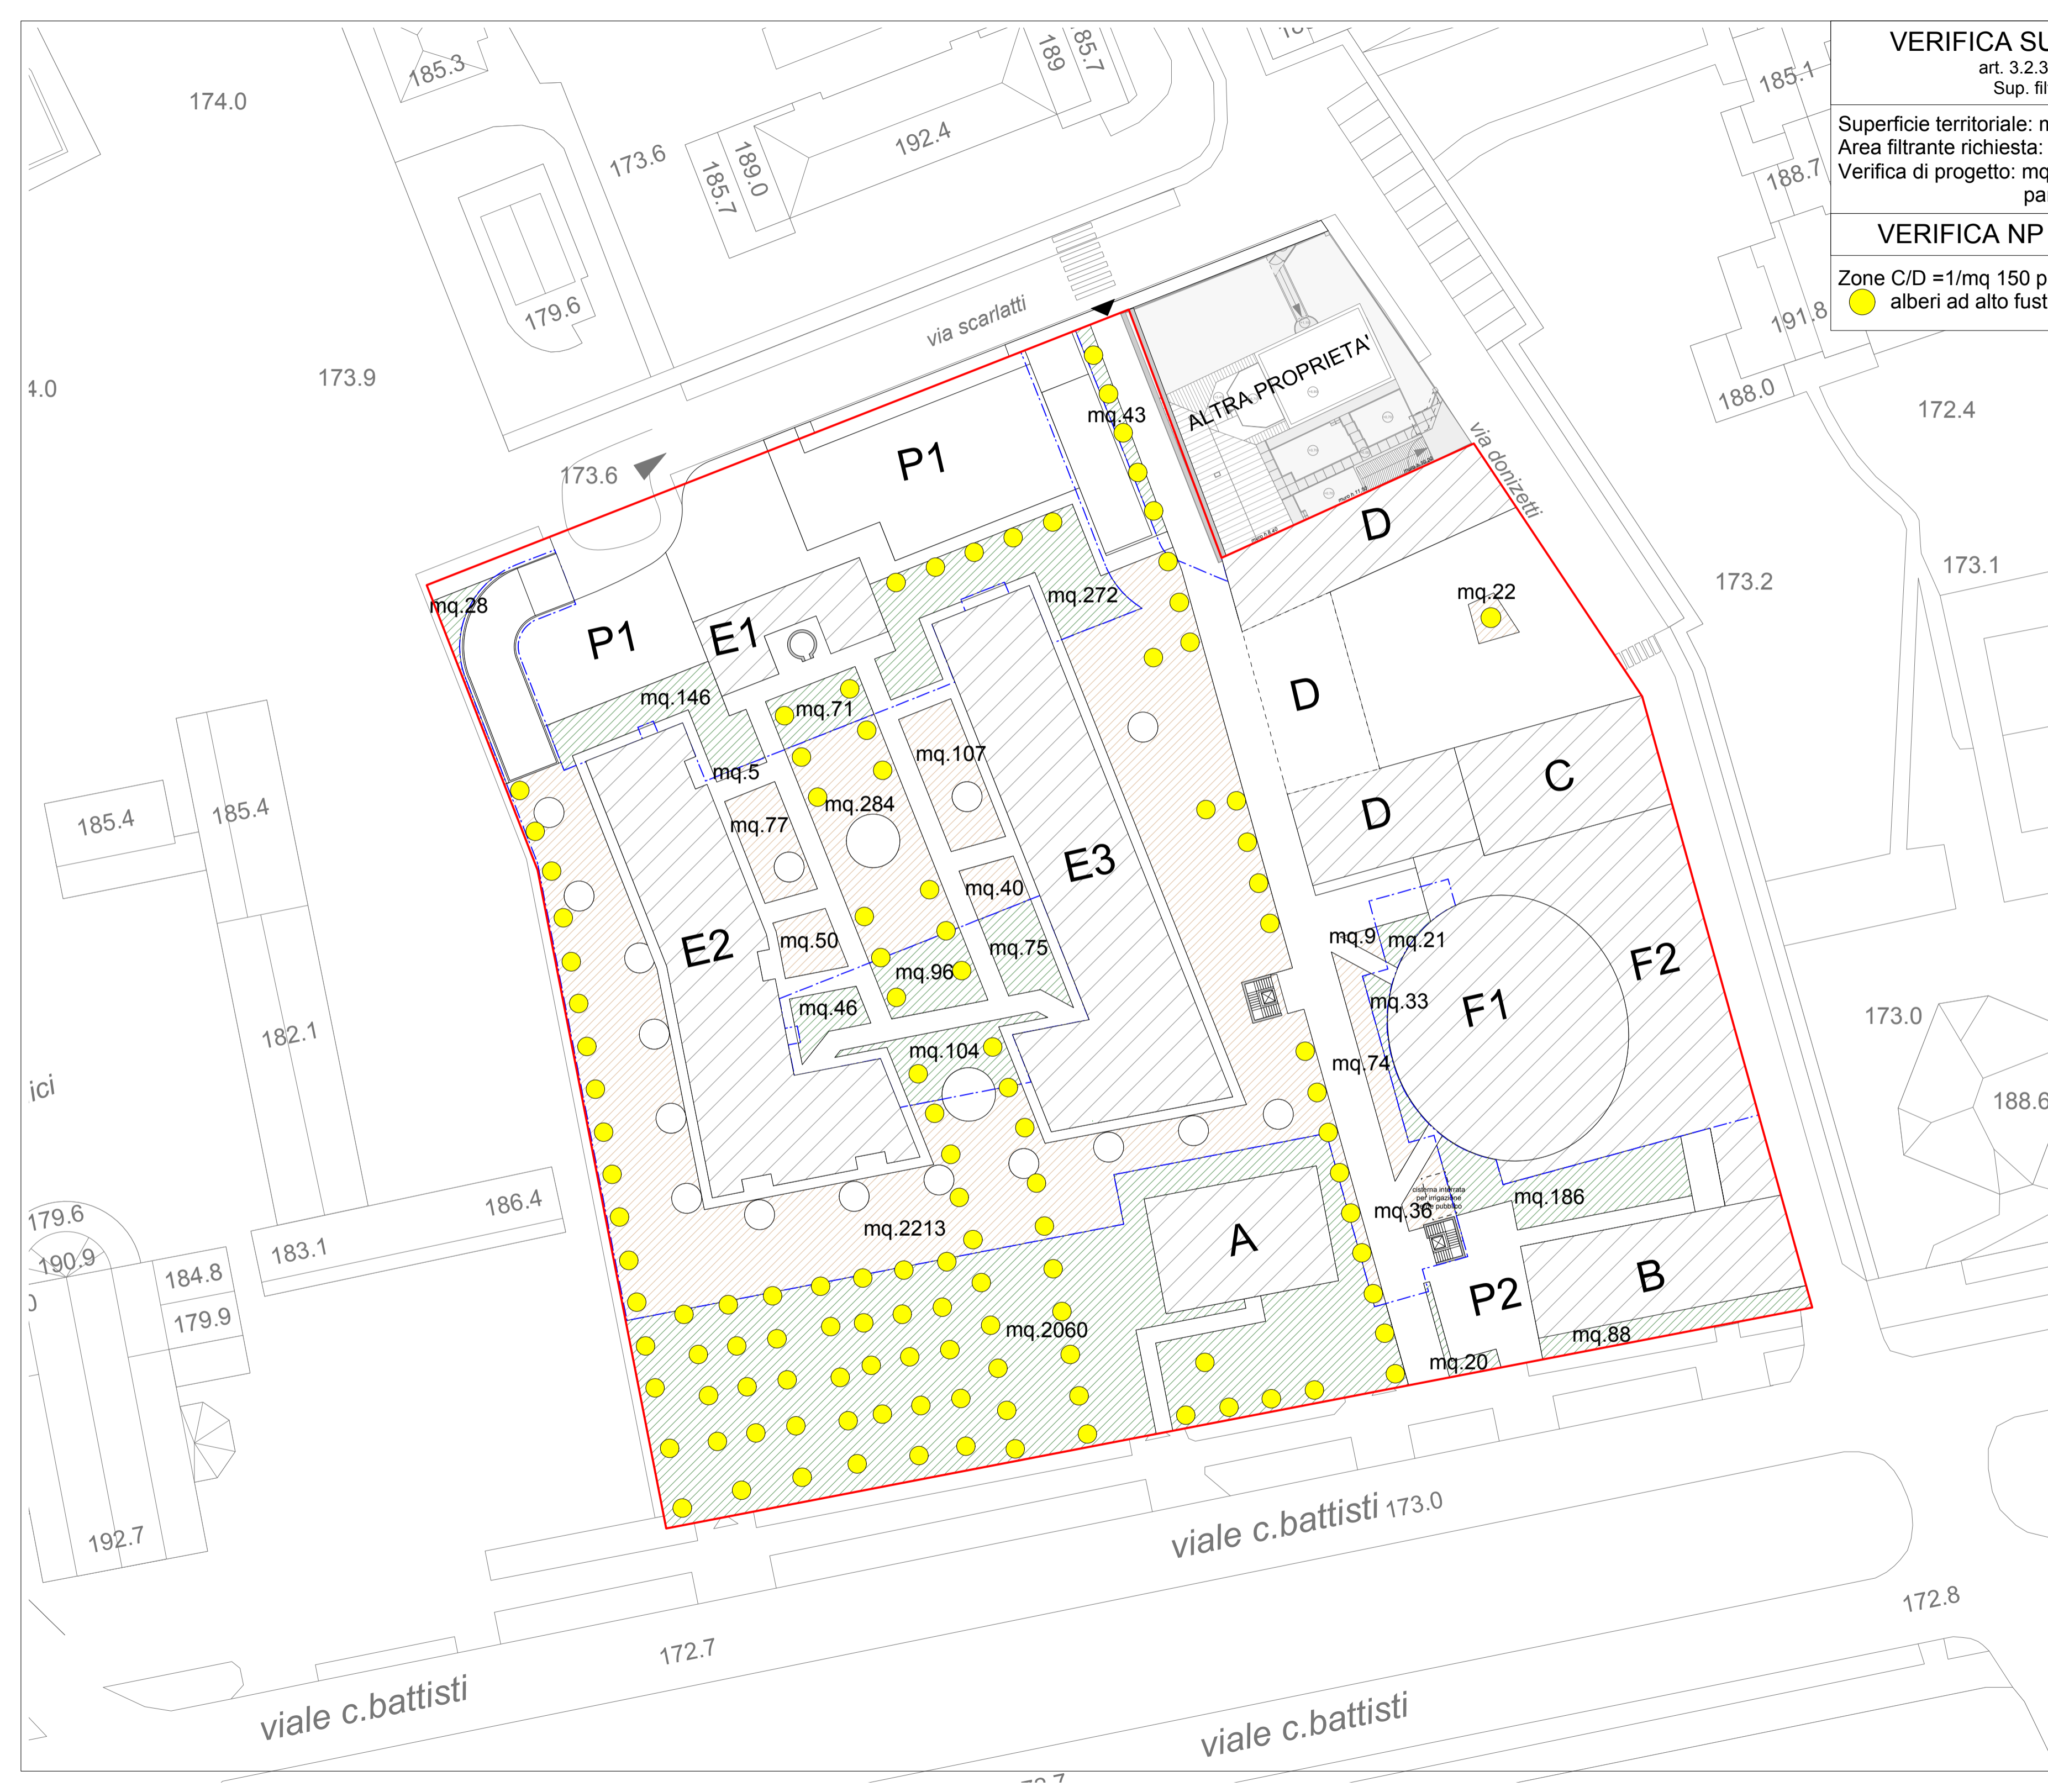 VERIFICA SU
art. 3.2.3
Sup. fil
Superficie territoriale: m
Area filtrante richiesta:
Verifica di progetto: mq
pa
VERIFICA NP
Zone C/D =1/mq 150 p
alberi ad alto fust
174.0
185.3
189
185.7
185.1
173.6
192.4
189.0
185.7
188.7
179.6
via scarlatti
191.8
4.0
173.9
188.0
172.4
ALTRA PROPRIETA'
mq.43
P1
173.6
via donizetti
D
173.1
173.2
mq.28
mq.272
mq.22
P1
E1
mq.146
mq.71
D
mq.107
mq.5
C
185.4
185.4
mq.284
mq.77
D
E3
mq.40
mq.50
E2
mq.75
mq.9
mq.21
F2
mq.96
mq.33
F1
mq.46
173.0
182.1
mq.104
mq.74
ici
188.6
cisterna interrata
per irrigazione
pubblico
mq.186
mq.36
186.4
179.6
183.1
mq.2213
190.9
184.8
179.9
A
P2
B
mq.2060
mq.88
mq.20
192.7
viale c.battisti
173.0
172.8
172.7
viale c.battisti
viale c.battisti